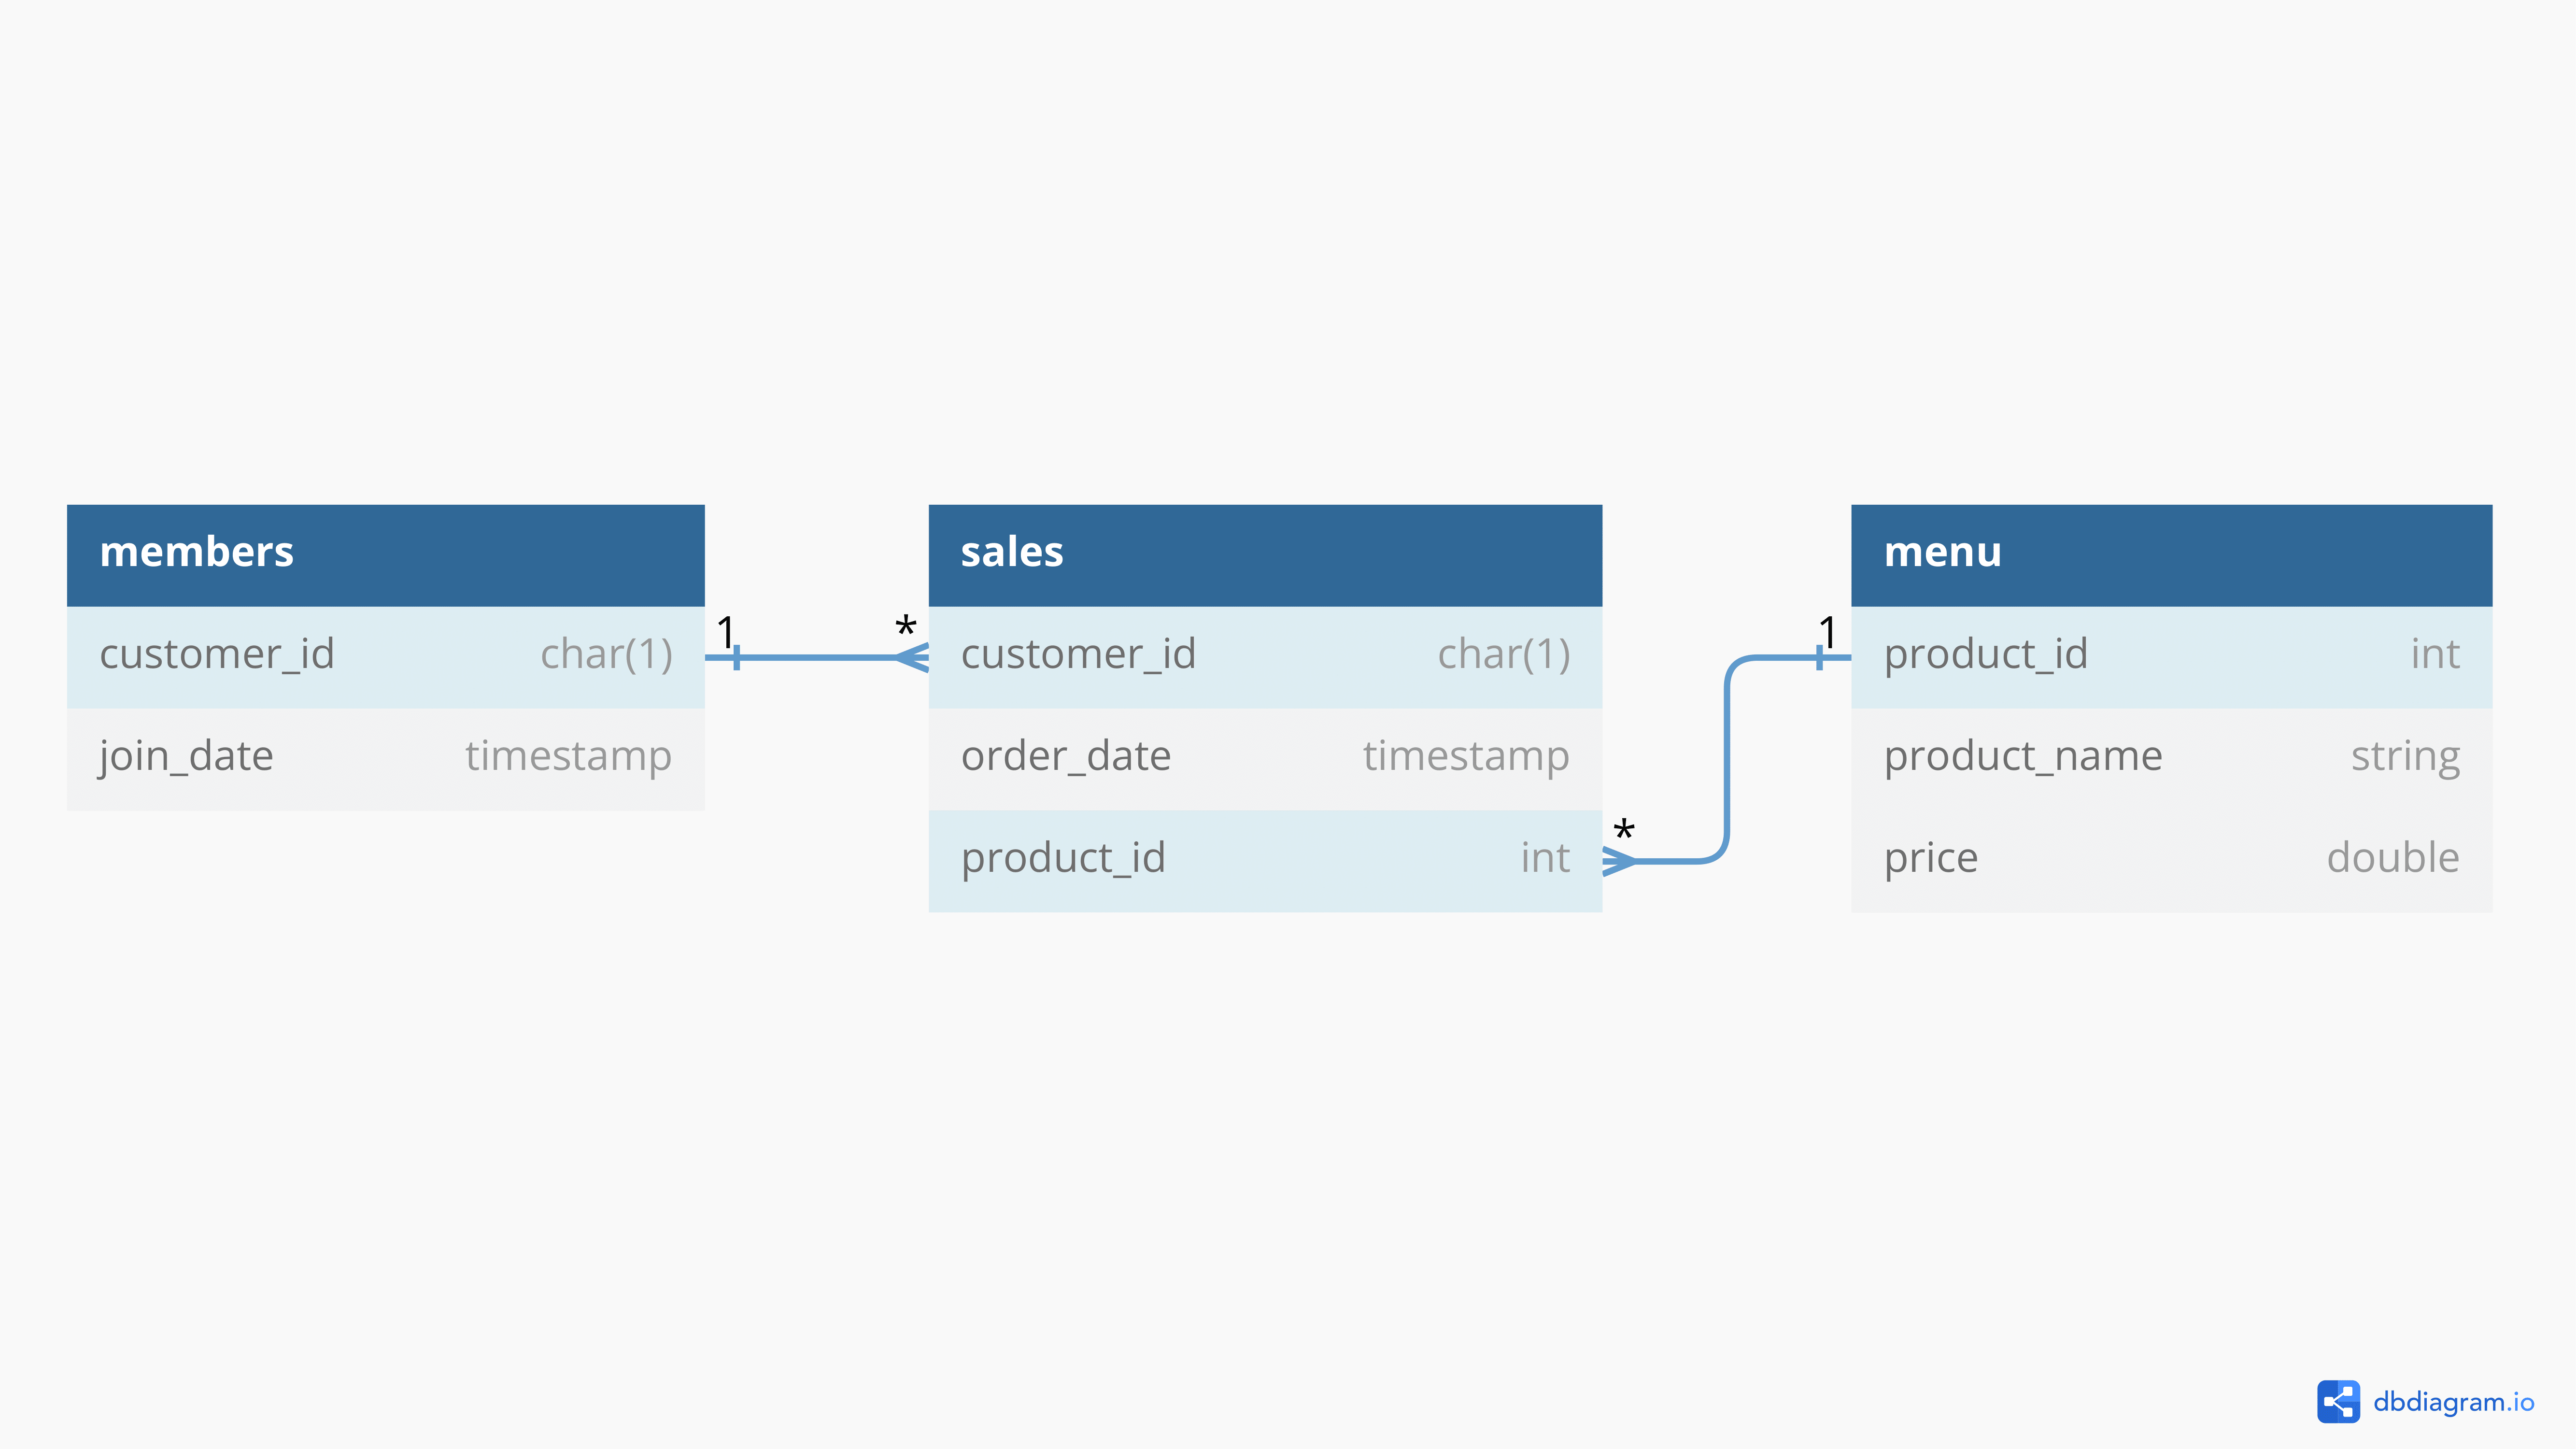 members
customer_id char(1)
join_date timestamp
1 *
sales
customer_id char(1)
order_date timestamp
product_id int
* 1
menu
product_id int
product_name string
price double
dbdiagram.io